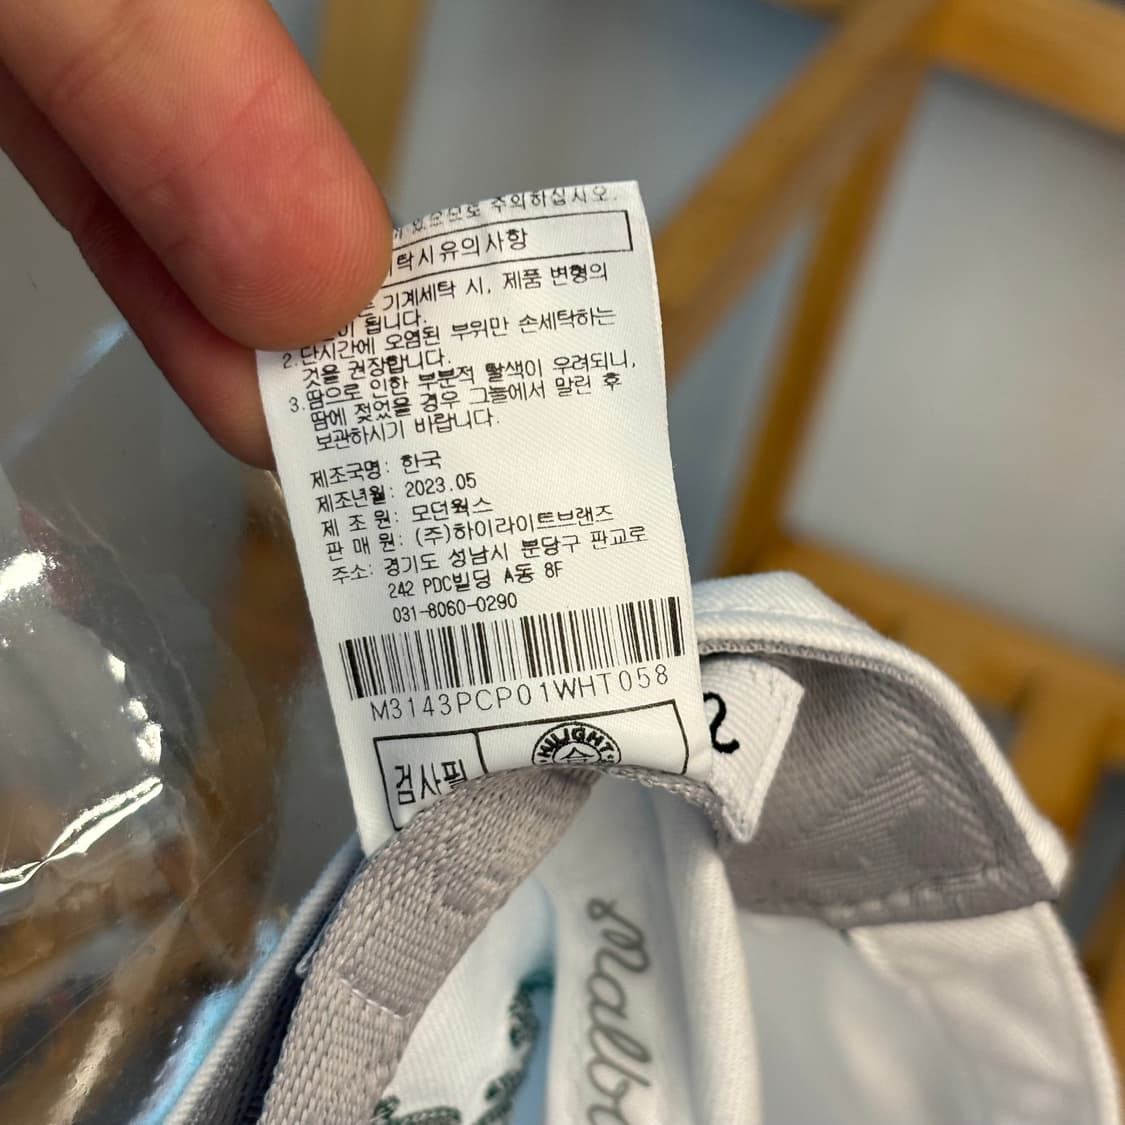 주의하십시오.
탁시유의사항
기계세탁 시, 제품 변형의
됩니다.
2. 단시간에 오염된 부위만 손세탁하는
것을 권장합니다.
3. 땀으로 인한 부분적 탈색이 우려되니,
땀에 젖었을 경우 그늘에서 말린 후
보관하시기 바랍니다.
제조국명: 한국
제조년월: 2023.05
제 조 원: 모던웍스
판 매 원: (주)하이라이트브랜즈
주소: 경기도 성남시 분당구 판교로
242 PDC빌딩 A동 8F
031-8060-0290
M3143PCP01WHT058
검사필
HILIGHT
S
Malb